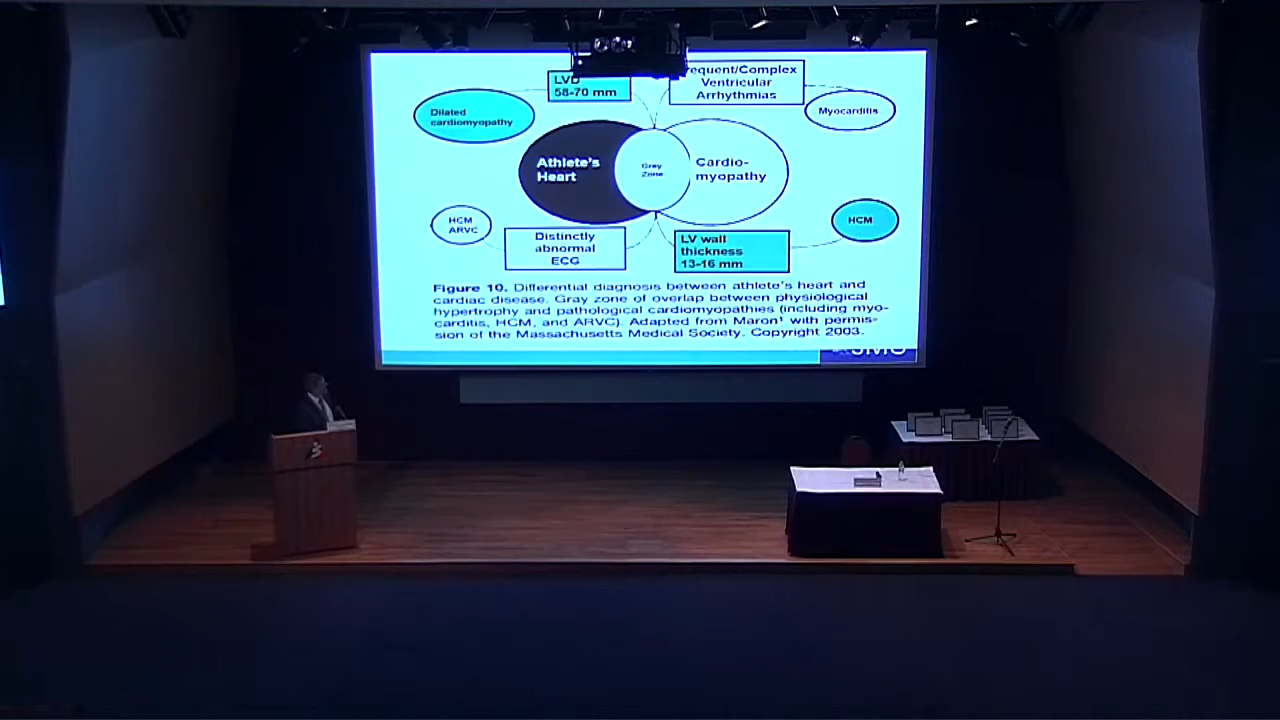 LVD
58-70 mm
Frequent/Complex
Ventricular
Arrhythmias
Dilated
cardiomyopathy
Myocarditis
Athlete's
Heart
Grey
Zone
Cardio-
myopathy
HCM
ARVC
Distinctly
abnormal
ECG
LV wall
thickness
13-16 mm
HCM
Figure 10. Differential diagnosis between athlete's heart and
cardiac disease. Gray zone of overlap between physiological
hypertrophy and pathological cardiomyopathies (including myo-
carditis, HCM, and ARVC). Adapted from Maron¹ with permis-
sion of the Massachusetts Medical Society. Copyright 2003.